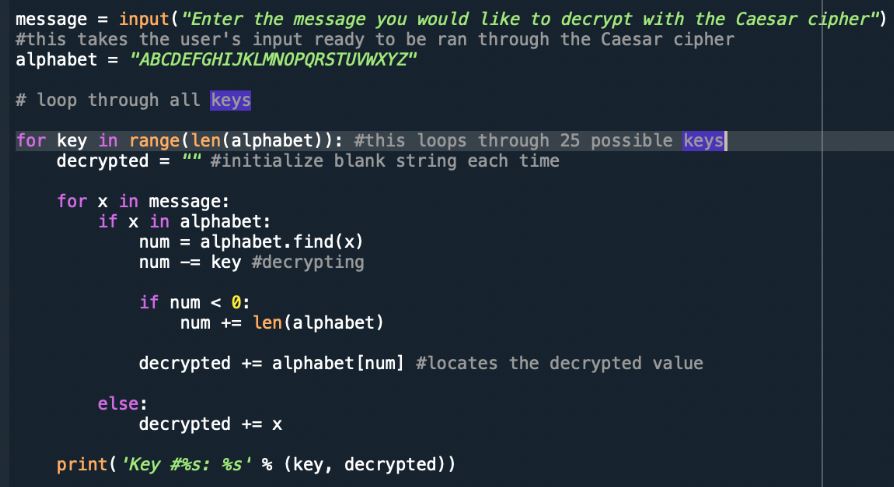 message = input("Enter the message you would like to decrypt with the Caesar cipher")
#this takes the user's input ready to be ran through the Caesar cipher
alphabet = "ABCDEFGHIJKLMNOPQRSTUVWXYZ"
# loop through all keys
for key in range(len(alphabet)): #this loops through 25 possible keys
    decrypted = "" #initialize blank string each time
    for x in message:
        if x in alphabet:
            num = alphabet.find(x)
            num -= key #decrypting
            if num < 0:
                num += len(alphabet)
            decrypted += alphabet[num] #locates the decrypted value
        else:
            decrypted += x
    print('Key #%s: %s' % (key, decrypted))